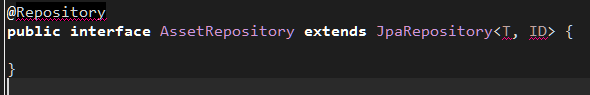 @Repository
public interface AssetRepository extends JpaRepository<T, ID> {
}